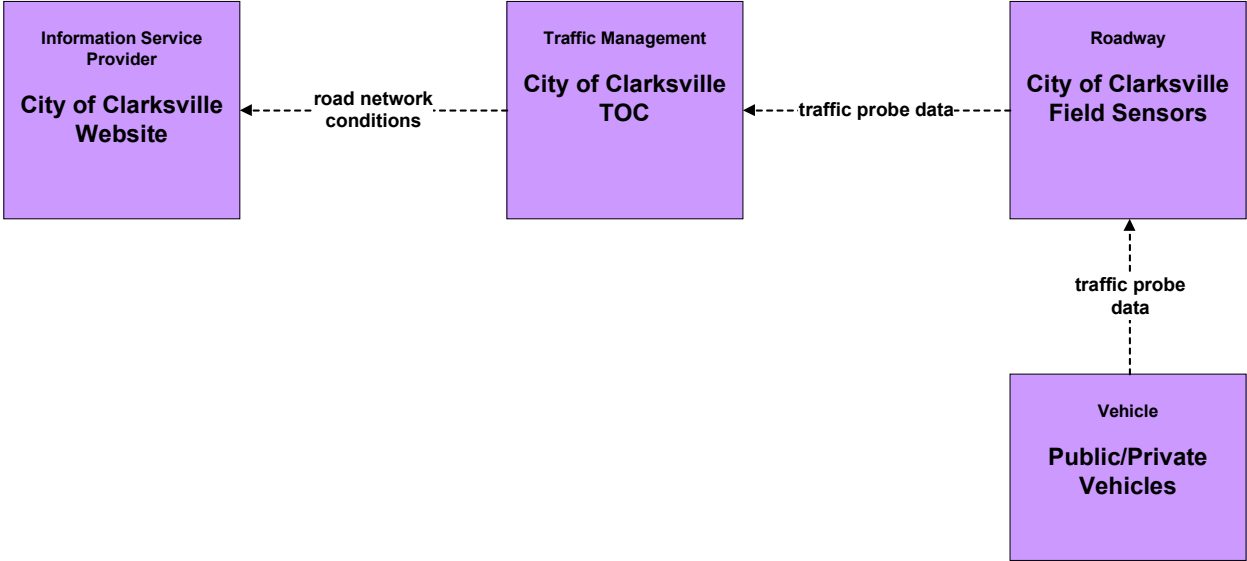 Information Service
Provider
City of Clarksville
Website
road network
conditions
Traffic Management
City of Clarksville
TOC
traffic probe data
Roadway
City of Clarksville
Field Sensors
traffic probe
data
Vehicle
Public/Private
Vehicles